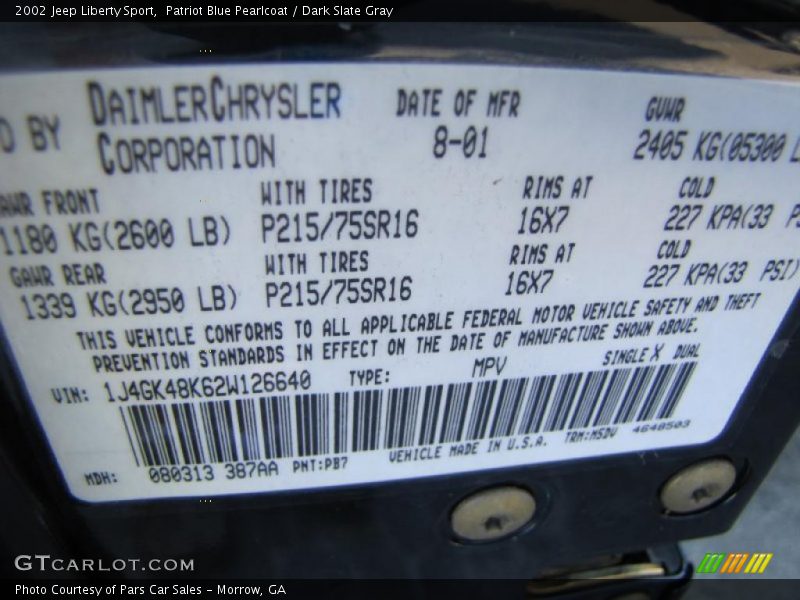 2002 Jeep Liberty Sport,  Patriot Blue Pearlcoat / Dark Slate Gray
D BY DAIMLERCHRYSLER CORPORATION
DATE OF MFR
8-01
GVWR
2405 KG(05300 L
AWR FRONT WITH TIRES RIMS AT COLD
1180 KG(2600 LB) P215/75SR16 16X7 227 KPA(33 PS
GAWR REAR WITH TIRES RIMS AT COLD
1339 KG(2950 LB) P215/75SR16 16X7 227 KPA(33 PSI)
THIS VEHICLE CONFORMS TO ALL APPLICABLE FEDERAL MOTOR VEHICLE SAFETY AND THEFT
PREVENTION STANDARDS IN EFFECT ON THE DATE OF MANUFACTURE SHOWN ABOVE.
VIN: 1J4GK48K62W126640 TYPE: MPV SINGLE X DUAL
MDH: 080313 387AA PNT:PB7 VEHICLE MADE IN U.S.A. TRM:MSDV 4648503
GTCARLOT.COM
Photo Courtesy of Pars Car Sales - Morrow, GA